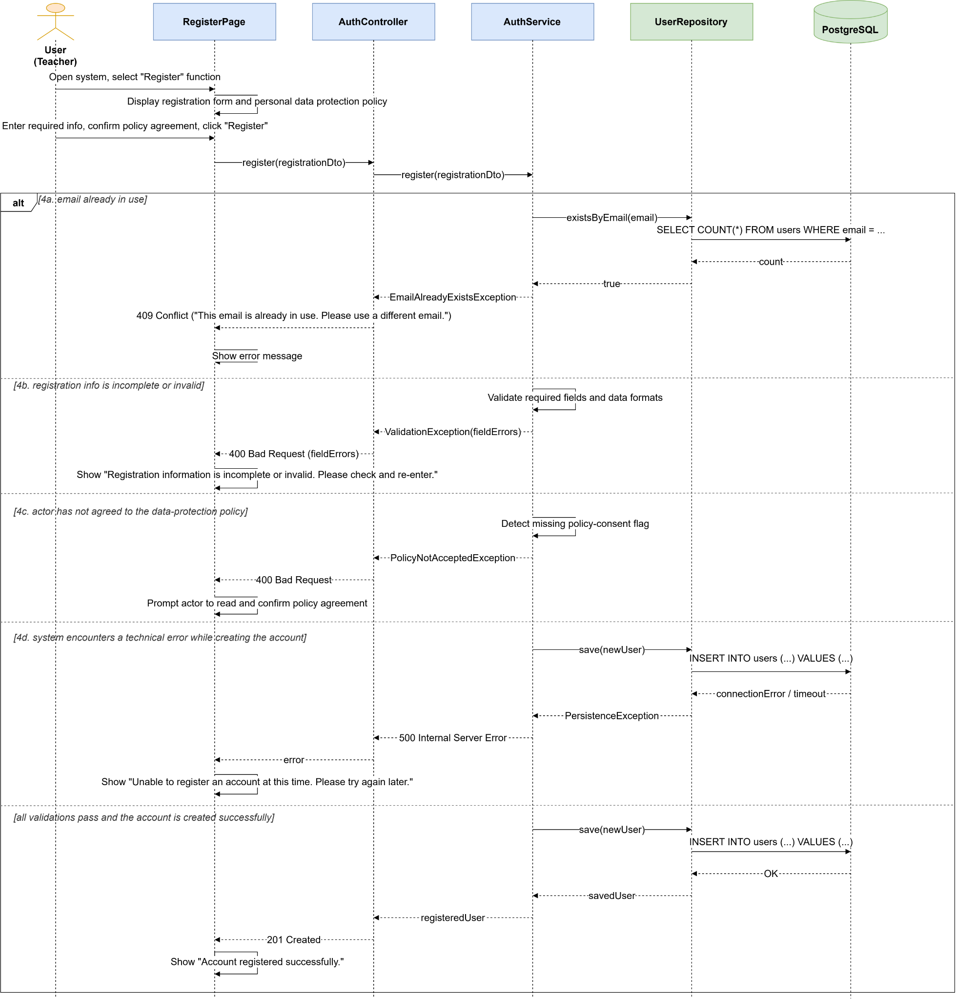 RegisterPage
AuthController
AuthService
UserRepository
PostgreSQL
User
(Teacher)
Open system, select "Register" function
Display registration form and personal data protection policy
Enter required info, confirm policy agreement, click "Register"
register(registrationDto)
register(registrationDto)
alt
[4a. email already in use]
existsByEmail(email)
SELECT COUNT(*) FROM users WHERE email = ...
count
true
EmailAlreadyExistsException
409 Conflict ("This email is already in use. Please use a different email.")
Show error message
[4b. registration info is incomplete or invalid]
Validate required fields and data formats
ValidationException(fieldErrors)
400 Bad Request (fieldErrors)
Show "Registration information is incomplete or invalid. Please check and re-enter."
[4c. actor has not agreed to the data-protection policy]
Detect missing policy-consent flag
PolicyNotAcceptedException
400 Bad Request
Prompt actor to read and confirm policy agreement
[4d. system encounters a technical error while creating the account]
save(newUser)
INSERT INTO users (...) VALUES (...)
connectionError / timeout
PersistenceException
500 Internal Server Error
error
Show "Unable to register an account at this time. Please try again later."
[all validations pass and the account is created successfully]
save(newUser)
INSERT INTO users (...) VALUES (...)
OK
savedUser
registeredUser
201 Created
Show "Account registered successfully."